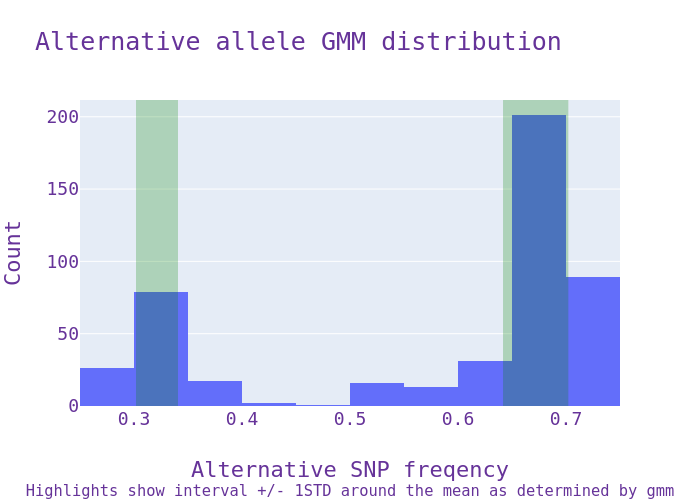 Alternative allele GMM distribution
200
150
100
50
0
Count
0.3 0.4 0.5 0.6 0.7
Alternative SNP freqency
Highlights show interval +/- 1STD around the mean as determined by gmm